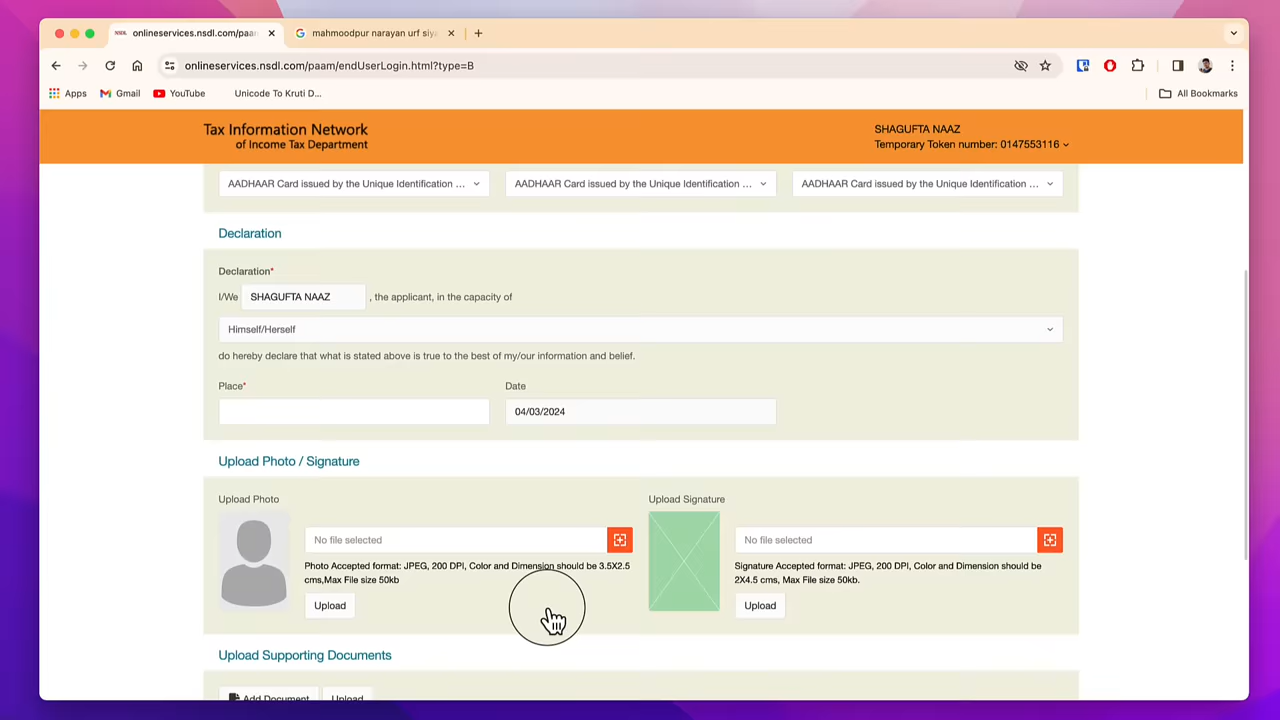 NSDL onlineservices.nsdl.com/paam
mahmoodpur narayan urf siya
onlineservices.nsdl.com/paam/endUserLogin.html?type=B
Apps Gmail YouTube Unicode To Kruti D... All Bookmarks
Tax Information Network
of Income Tax Department
SHAGUFTA NAAZ
Temporary Token number: 0147553116
AADHAAR Card issued by the Unique Identification ... AADHAAR Card issued by the Unique Identification ... AADHAAR Card issued by the Unique Identification ...
Declaration
Declaration*
I/We SHAGUFTA NAAZ , the applicant, in the capacity of
Himself/Herself
do hereby declare that what is stated above is true to the best of my/our information and belief.
Place* Date
04/03/2024
Upload Photo / Signature
Upload Photo Upload Signature
No file selected No file selected
Photo Accepted format: JPEG, 200 DPI, Color and Dimension should be 3.5X2.5
cms,Max File size 50kb
Signature Accepted format: JPEG, 200 DPI, Color and Dimension should be
2X4.5 cms, Max File size 50kb.
Upload Upload
Upload Supporting Documents
Add Document Upload